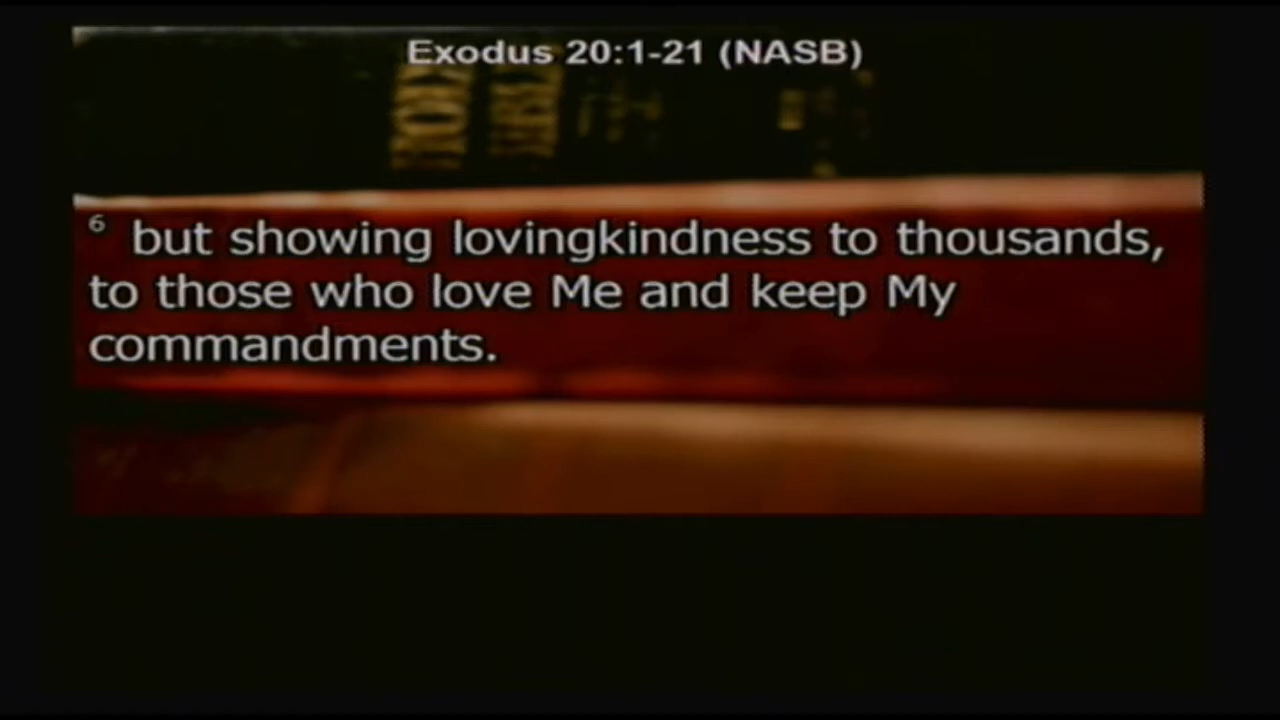 Exodus 20:1-21 (NASB)
6 but showing lovingkindness to thousands,
to those who love Me and keep My
commandments.